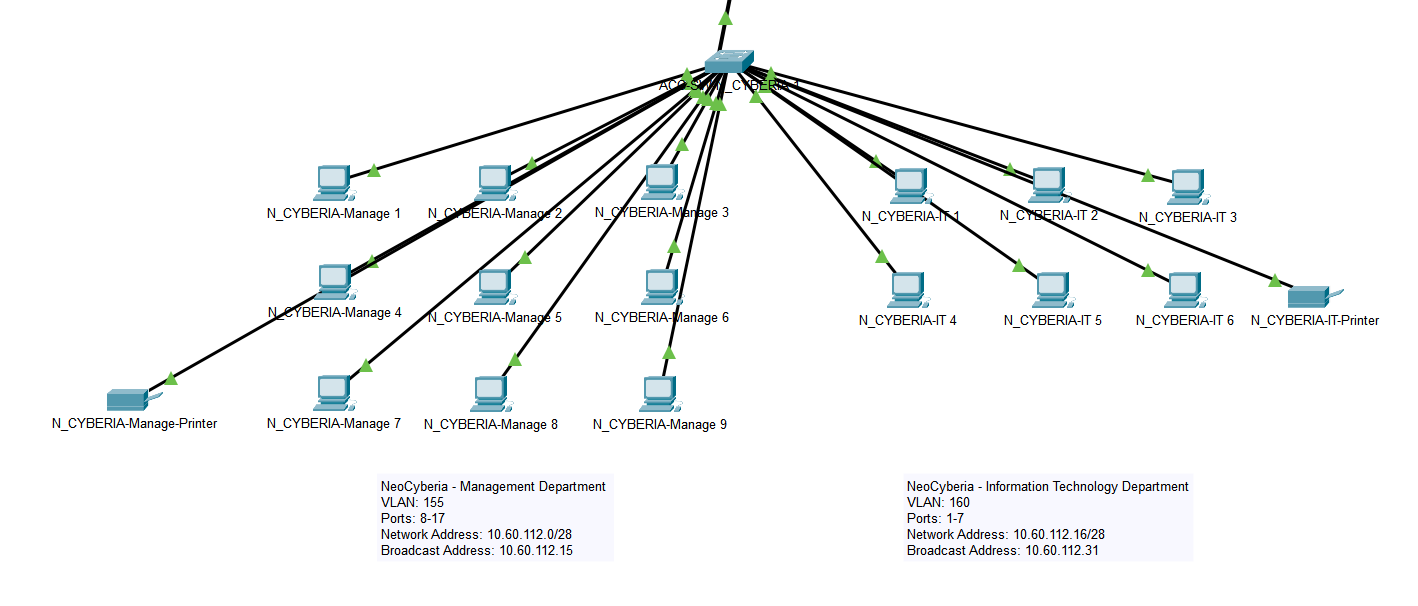 N_CYBERIA-Manage 1
N_CYBERIA-Manage 2
N_CYBERIA-Manage 3
N_CYBERIA-IT 1
N_CYBERIA-IT 2
N_CYBERIA-IT 3
N_CYBERIA-Manage 4
N_CYBERIA-Manage 5
N_CYBERIA-Manage 6
N_CYBERIA-IT 4
N_CYBERIA-IT 5
N_CYBERIA-IT 6
N_CYBERIA-IT-Printer
N_CYBERIA-Manage-Printer
N_CYBERIA-Manage 7
N_CYBERIA-Manage 8
N_CYBERIA-Manage 9
NeoCyberia - Management Department
VLAN: 155
Ports: 8-17
Network Address: 10.60.112.0/28
Broadcast Address: 10.60.112.15
NeoCyberia - Information Technology Department
VLAN: 160
Ports: 1-7
Network Address: 10.60.112.16/28
Broadcast Address: 10.60.112.31